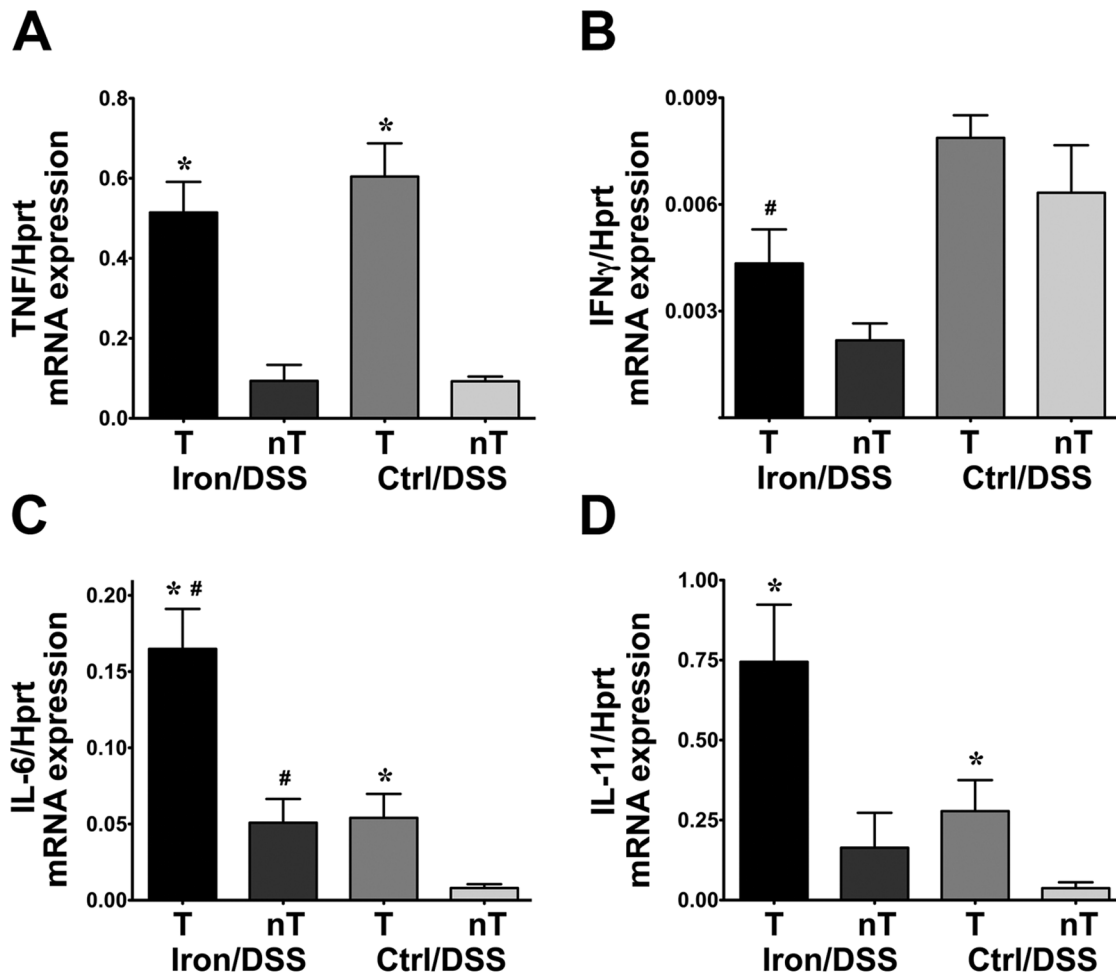 A
TNF/Hprt
mRNA expression
0.8
0.6
0.4
0.2
0.0
*
*
T nT T nT
Iron/DSS Ctrl/DSS
B
IFNγ/Hprt
mRNA expression
0.009
0.006
0.003
#
T nT T nT
Iron/DSS Ctrl/DSS
C
IL-6/Hprt
mRNA expression
0.20
0.15
0.10
0.05
0.00
* #
#
*
T nT T nT
Iron/DSS Ctrl/DSS
D
IL-11/Hprt
mRNA expression
1.00
0.75
0.50
0.25
0.00
*
*
T nT T nT
Iron/DSS Ctrl/DSS